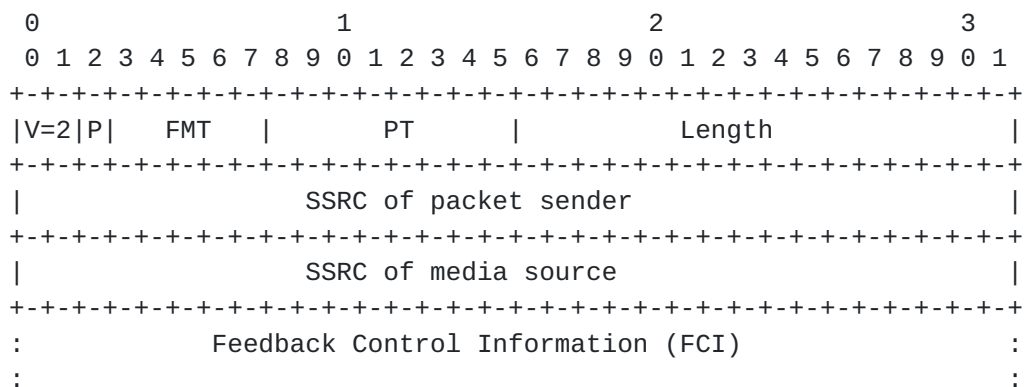 0                   1                   2                   3
 0 1 2 3 4 5 6 7 8 9 0 1 2 3 4 5 6 7 8 9 0 1 2 3 4 5 6 7 8 9 0 1
+-+-+-+-+-+-+-+-+-+-+-+-+-+-+-+-+-+-+-+-+-+-+-+-+-+-+-+-+-+-+-+-+
|V=2|P|   FMT   |       PT      |          Length               |
+-+-+-+-+-+-+-+-+-+-+-+-+-+-+-+-+-+-+-+-+-+-+-+-+-+-+-+-+-+-+-+-+
|                  SSRC of packet sender                        |
+-+-+-+-+-+-+-+-+-+-+-+-+-+-+-+-+-+-+-+-+-+-+-+-+-+-+-+-+-+-+-+-+
|                  SSRC of media source                         |
+-+-+-+-+-+-+-+-+-+-+-+-+-+-+-+-+-+-+-+-+-+-+-+-+-+-+-+-+-+-+-+-+
:            Feedback Control Information (FCI)                 :
:                                                               :